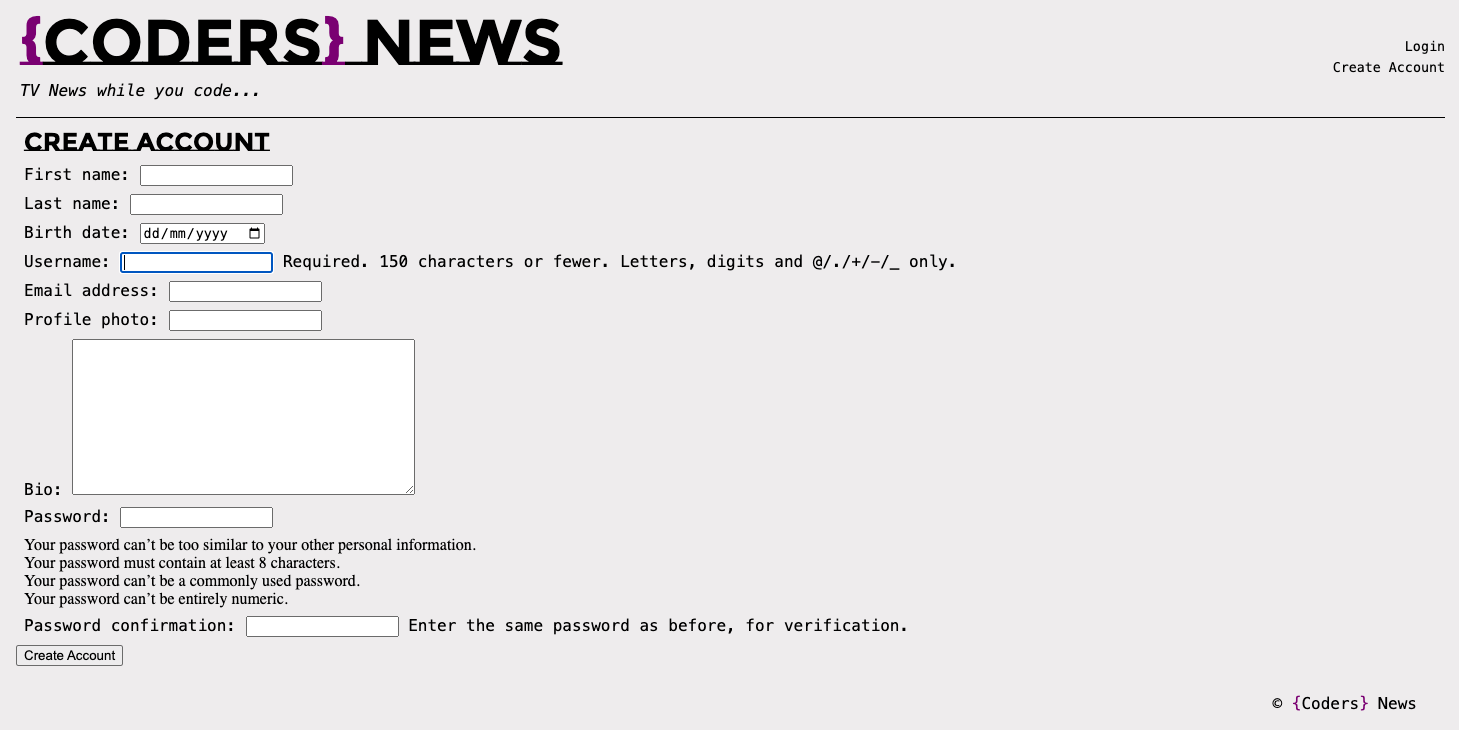 {CODERS} NEWS
Login
Create Account
TV News while you code...
CREATE ACCOUNT
First name:
Last name:
Birth date: dd/mm/yyyy
Username: Required. 150 characters or fewer. Letters, digits and @/./+/-/_ only.
Email address:
Profile photo:
Bio:
Password:
Your password can’t be too similar to your other personal information.
Your password must contain at least 8 characters.
Your password can’t be a commonly used password.
Your password can’t be entirely numeric.
Password confirmation: Enter the same password as before, for verification.
Create Account
© {Coders} News